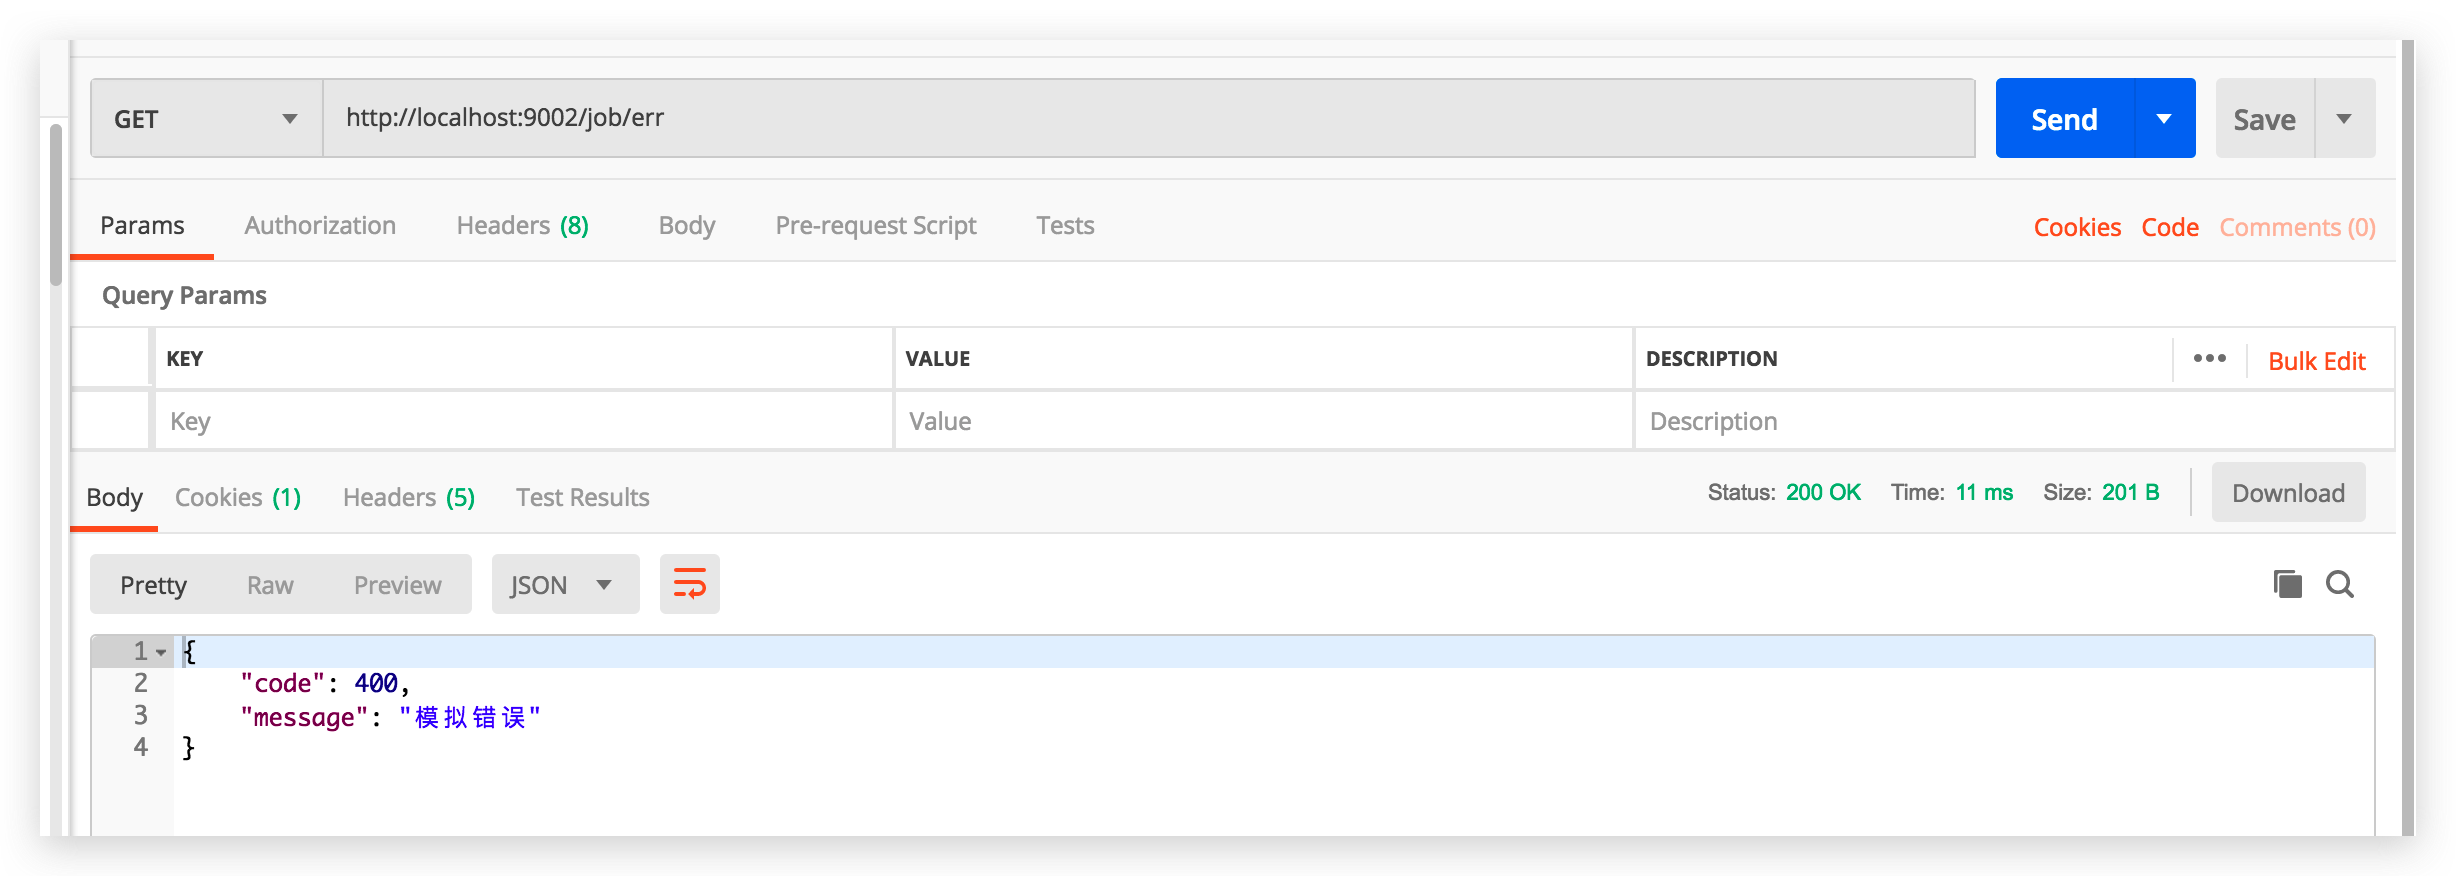 GET http://localhost:9002/job/err Send Save
Params Authorization Headers (8) Body Pre-request Script Tests Cookies Code Comments (0)
Query Params
KEY VALUE DESCRIPTION ••• Bulk Edit
Key Value Description
Body Cookies (1) Headers (5) Test Results Status: 200 OK Time: 11 ms Size: 201 B Download
Pretty Raw Preview JSON
1 {
2 "code": 400,
3 "message": "模拟错误"
4 }